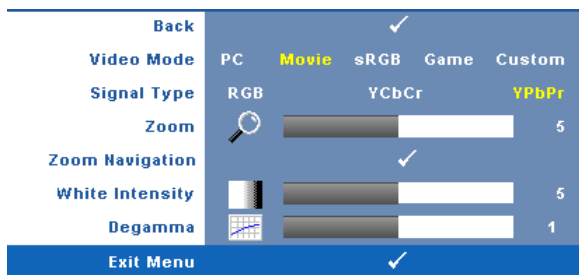 Back
Video Mode PC Movie sRGB Game Custom
Signal Type RGB YCbCr YPbPr
Zoom 5
Zoom Navigation
White Intensity 5
Degamma 1
Exit Menu